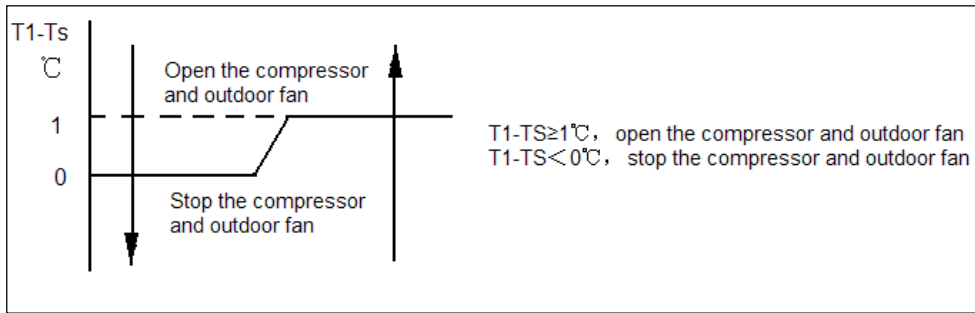 T1-Ts
℃
Open the compressor
and outdoor fan
1
0
Stop the compressor
and outdoor fan
T1-TS≥1℃， open the compressor and outdoor fan
T1-TS＜0℃， stop the compressor and outdoor fan